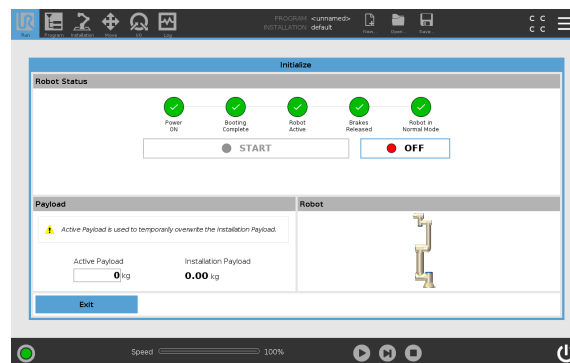 UR
Run
Program
Installation
Move
I/O
Log
PROGRAM <unnamed>
INSTALLATION default
New...
Open...
Save...
C C
C C
Initialize
Robot Status
Power ON
Booting Complete
Robot Active
Brakes Released
Robot in Normal Mode
START
OFF
Payload
Robot
Active Payload is used to temporarily overwrite the Installation Payload.
Active Payload
Installation Payload
0 kg
0.00 kg
Exit
Speed
100%